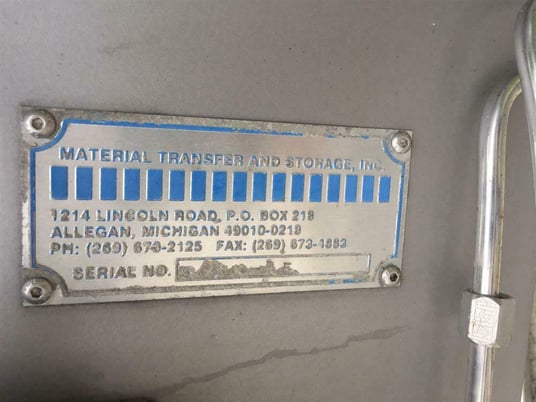 MATERIAL TRANSFER AND STORAGE, INC.
1214 LINCOLN ROAD, P.O. BOX 218
ALLEGAN, MICHIGAN 49010-0218
PH: (269) 673-2125 FAX: (269) 673-1883
SERIAL NO.